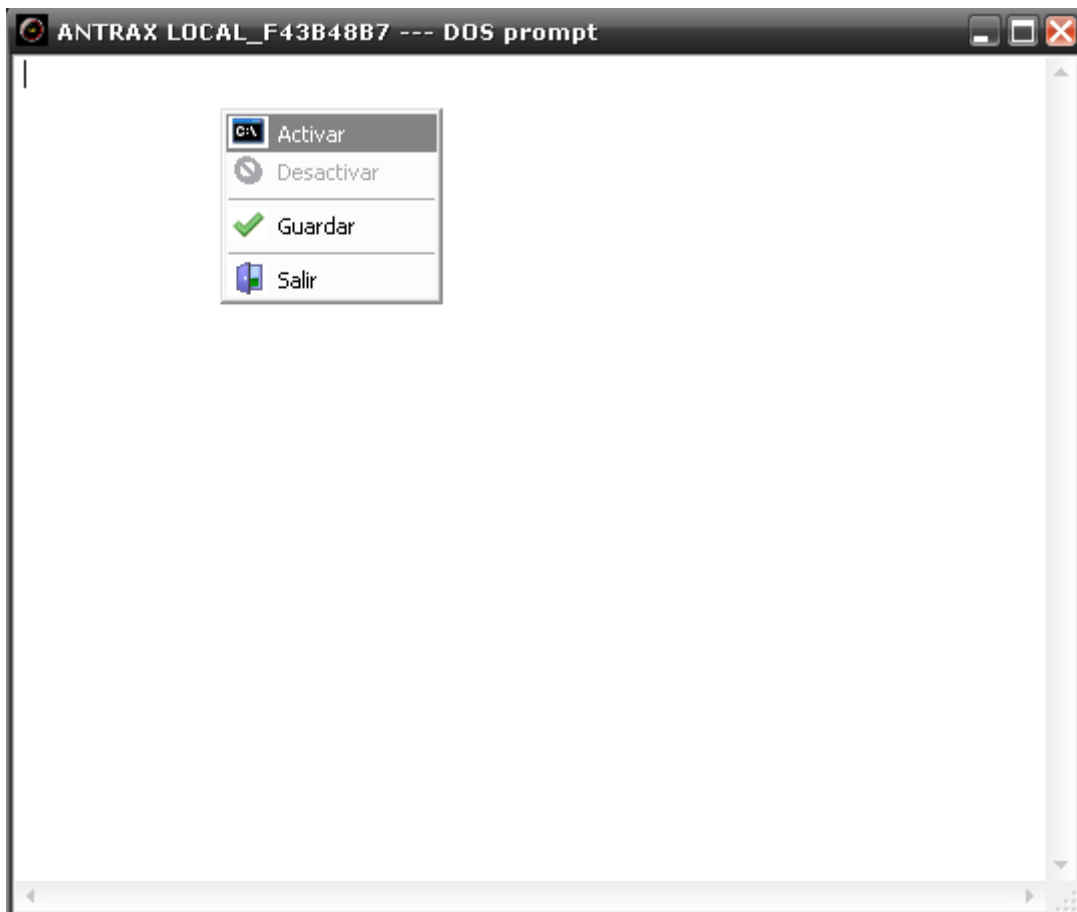 ANTRAX LOCAL_F43B48B7 --- DOS prompt
C:\ Activar
Desactivar
Guardar
Salir